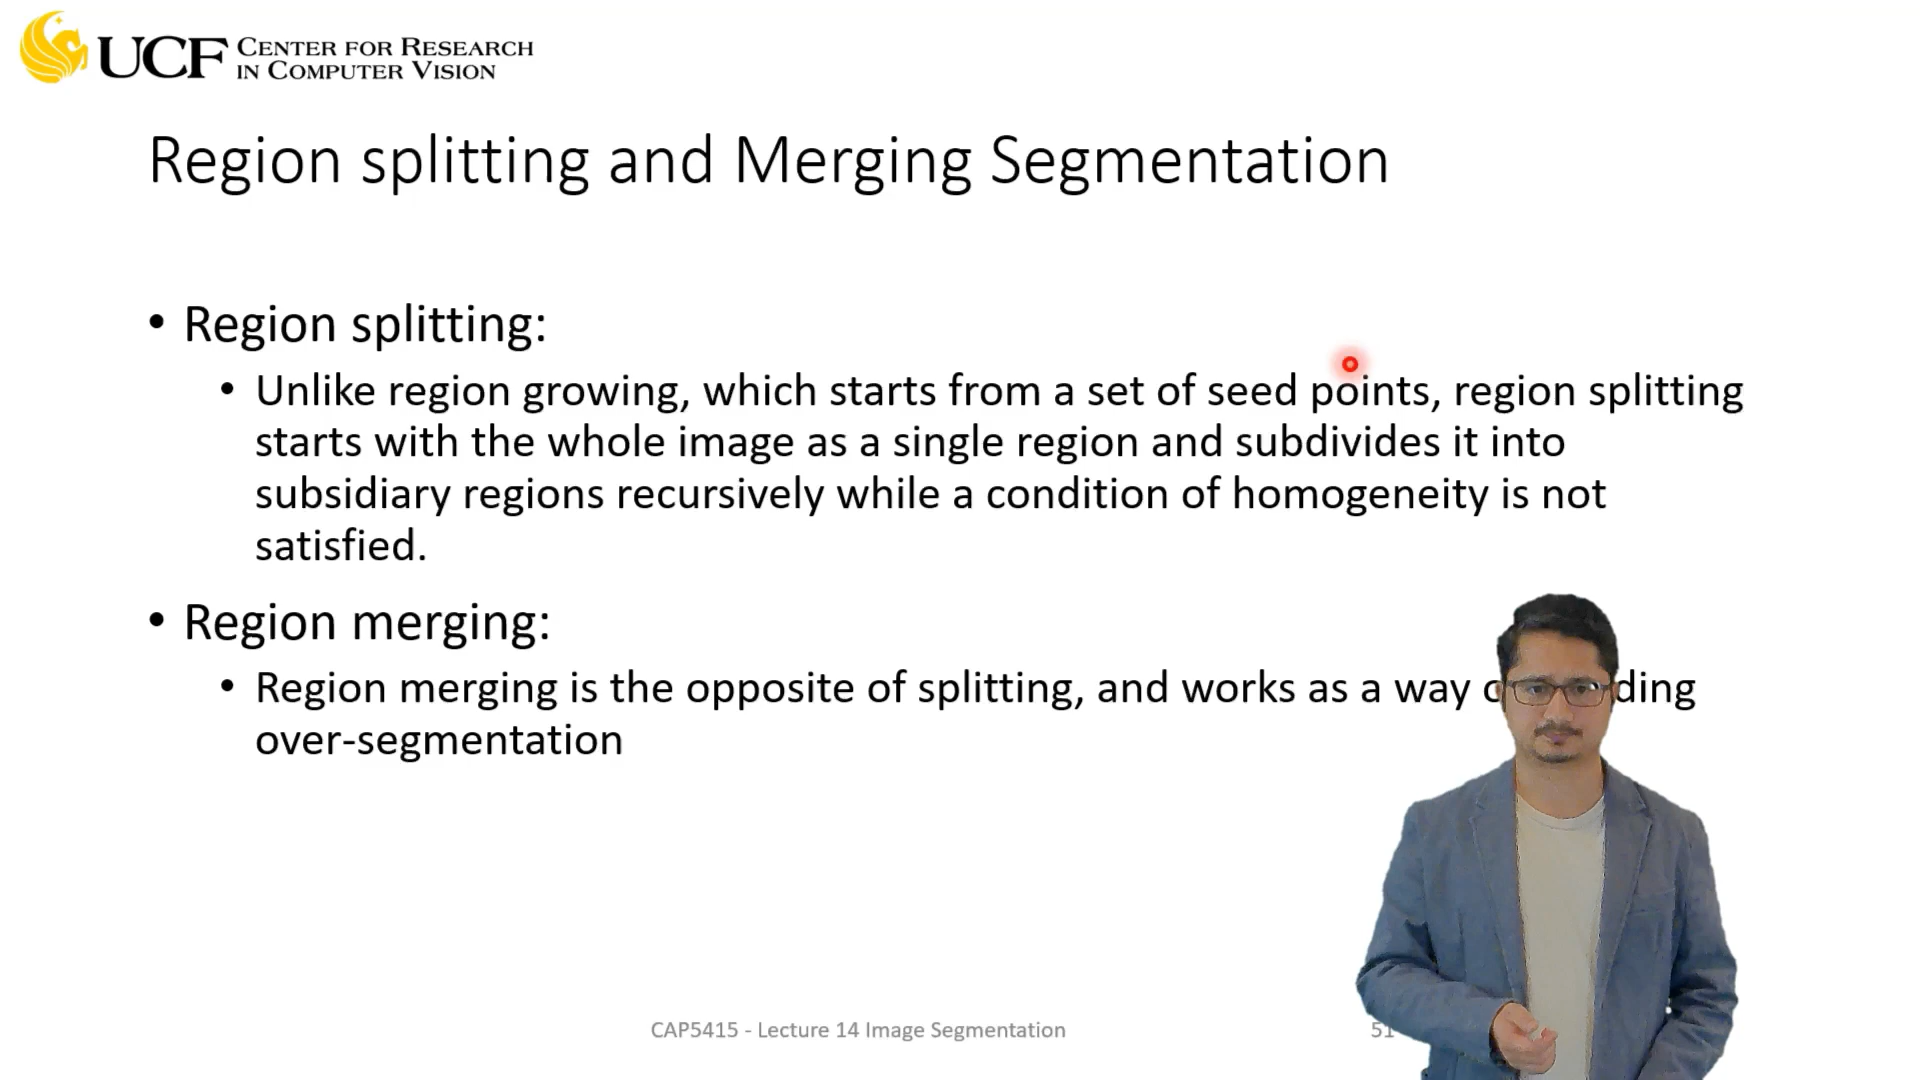 UCF CENTER FOR RESEARCH
IN COMPUTER VISION
Region splitting and Merging Segmentation
• Region splitting:
• Unlike region growing, which starts from a set of seed points, region splitting
starts with the whole image as a single region and subdivides it into
subsidiary regions recursively while a condition of homogeneity is not
satisfied.
• Region merging:
• Region merging is the opposite of splitting, and works as a way
over-segmentation
CAP5415 - Lecture 14 Image Segmentation
51